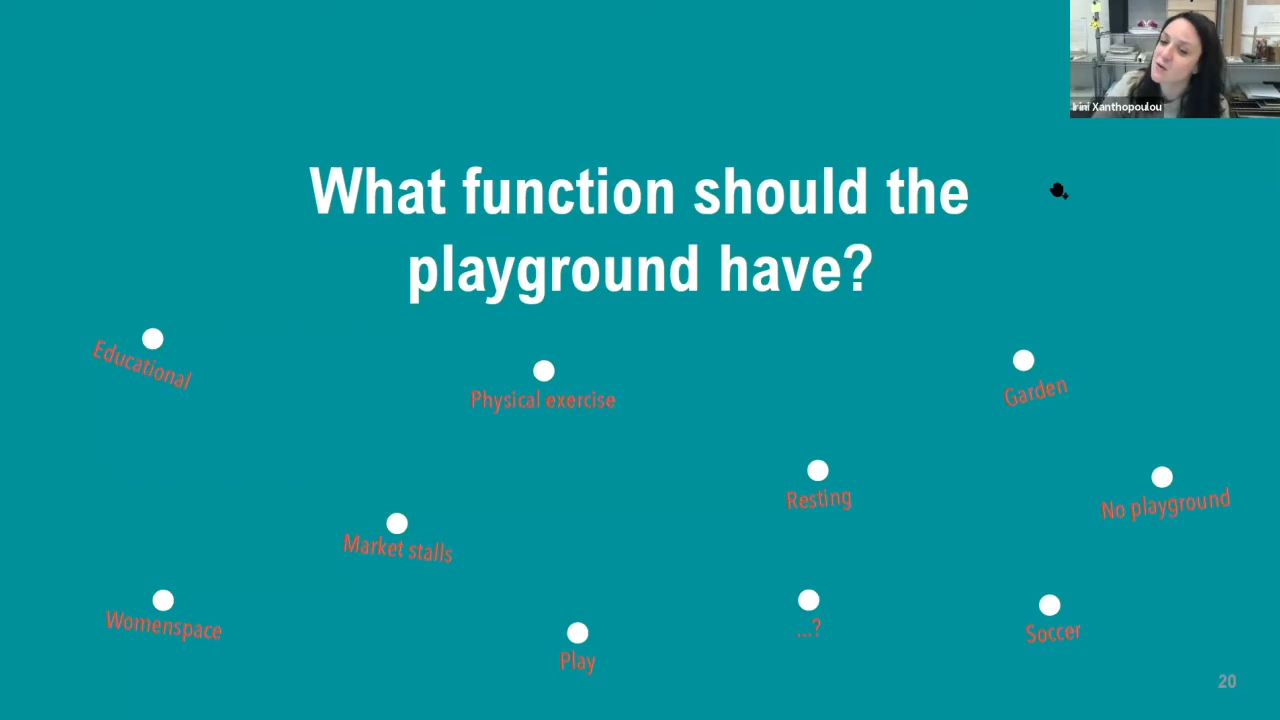 Irini Xanthopoulou
What function should the
playground have?
Educational
Physical exercise
Garden
Resting
No playground
Market stalls
Womenspace
Play
...?
Soccer
20